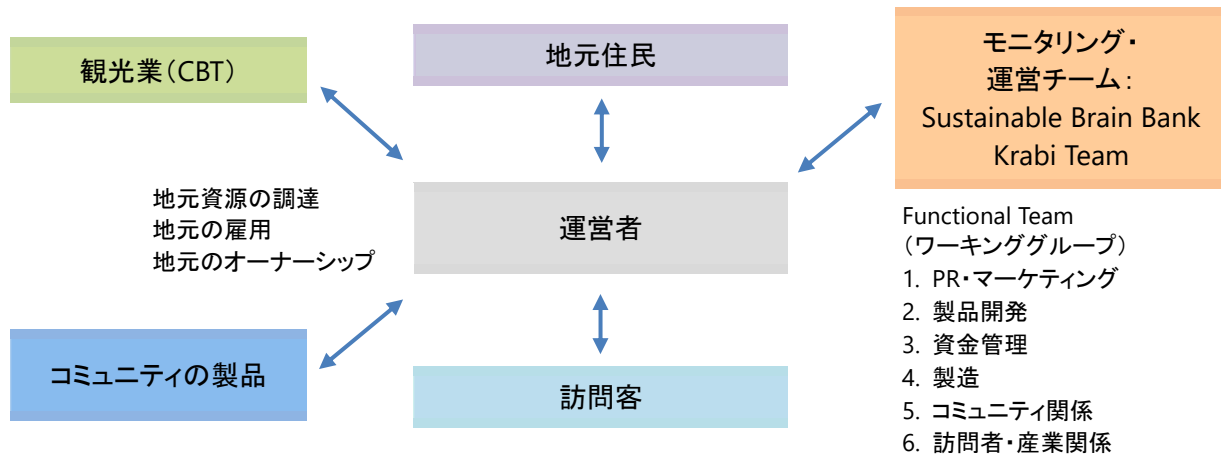 観光業（CBT）
地元住民
モニタリング・
運営チーム：
Sustainable Brain Bank
Krabi Team
地元資源の調達
地元の雇用
地元のオーナーシップ
運営者
コミュニティの製品
訪問客
Functional Team
（ワーキンググループ）
1. PR・マーケティング
2. 製品開発
3. 資金管理
4. 製造
5. コミュニティ関係
6. 訪問者・産業関係